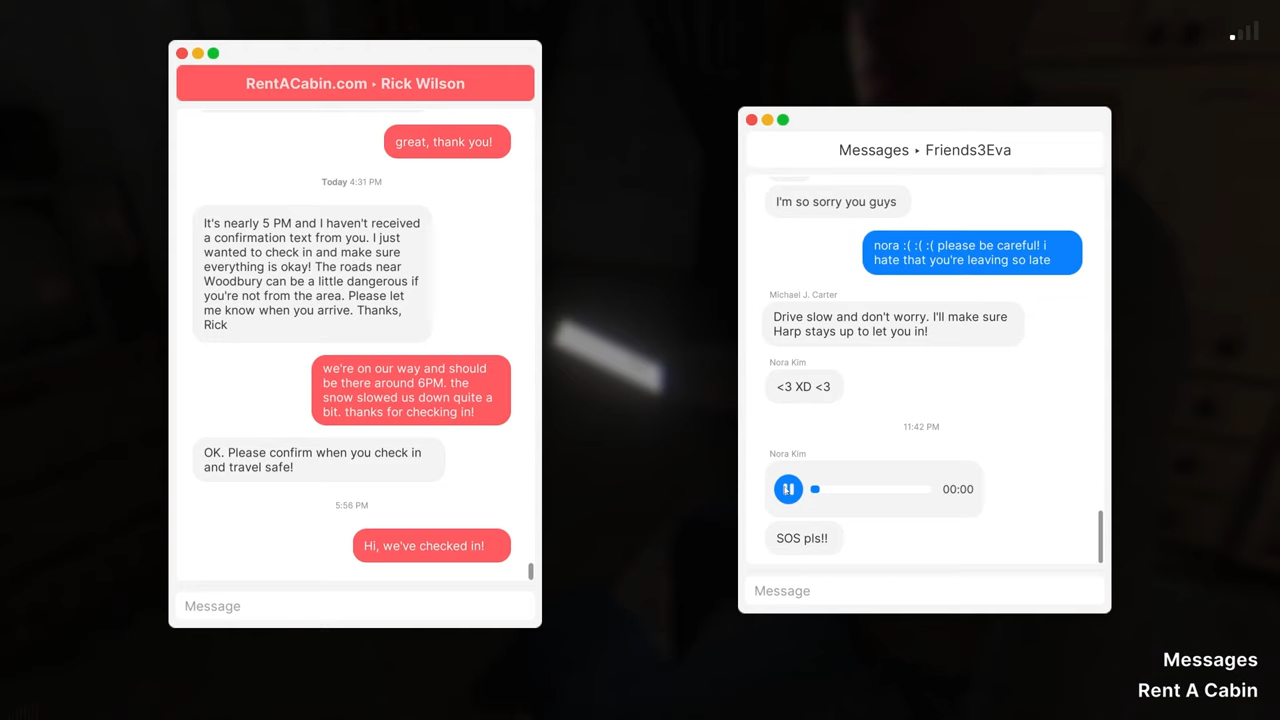 RentACabin.com ‣ Rick Wilson
great, thank you!
Today 4:31 PM
It's nearly 5 PM and I haven't received
a confirmation text from you. I just
wanted to check in and make sure
everything is okay! The roads near
Woodbury can be a little dangerous if
you're not from the area. Please let
me know when you arrive. Thanks,
Rick
we're on our way and should
be there around 6PM. the
snow slowed us down quite a
bit. thanks for checking in!
OK. Please confirm when you check in
and travel safe!
5:56 PM
Hi, we've checked in!
Message
Messages ‣ Friends3Eva
I'm so sorry you guys
nora :( :( :( please be careful! i
hate that you're leaving so late
Michael J. Carter
Drive slow and don't worry. I'll make sure
Harp stays up to let you in!
Nora Kim
<3 XD <3
11:42 PM
Nora Kim
00:00
SOS pls!!
Message
Messages
Rent A Cabin